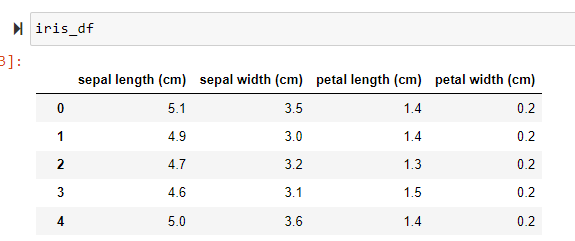 iris_df
3]:
sepal length (cm) sepal width (cm) petal length (cm) petal width (cm)
0 5.1 3.5 1.4 0.2
1 4.9 3.0 1.4 0.2
2 4.7 3.2 1.3 0.2
3 4.6 3.1 1.5 0.2
4 5.0 3.6 1.4 0.2